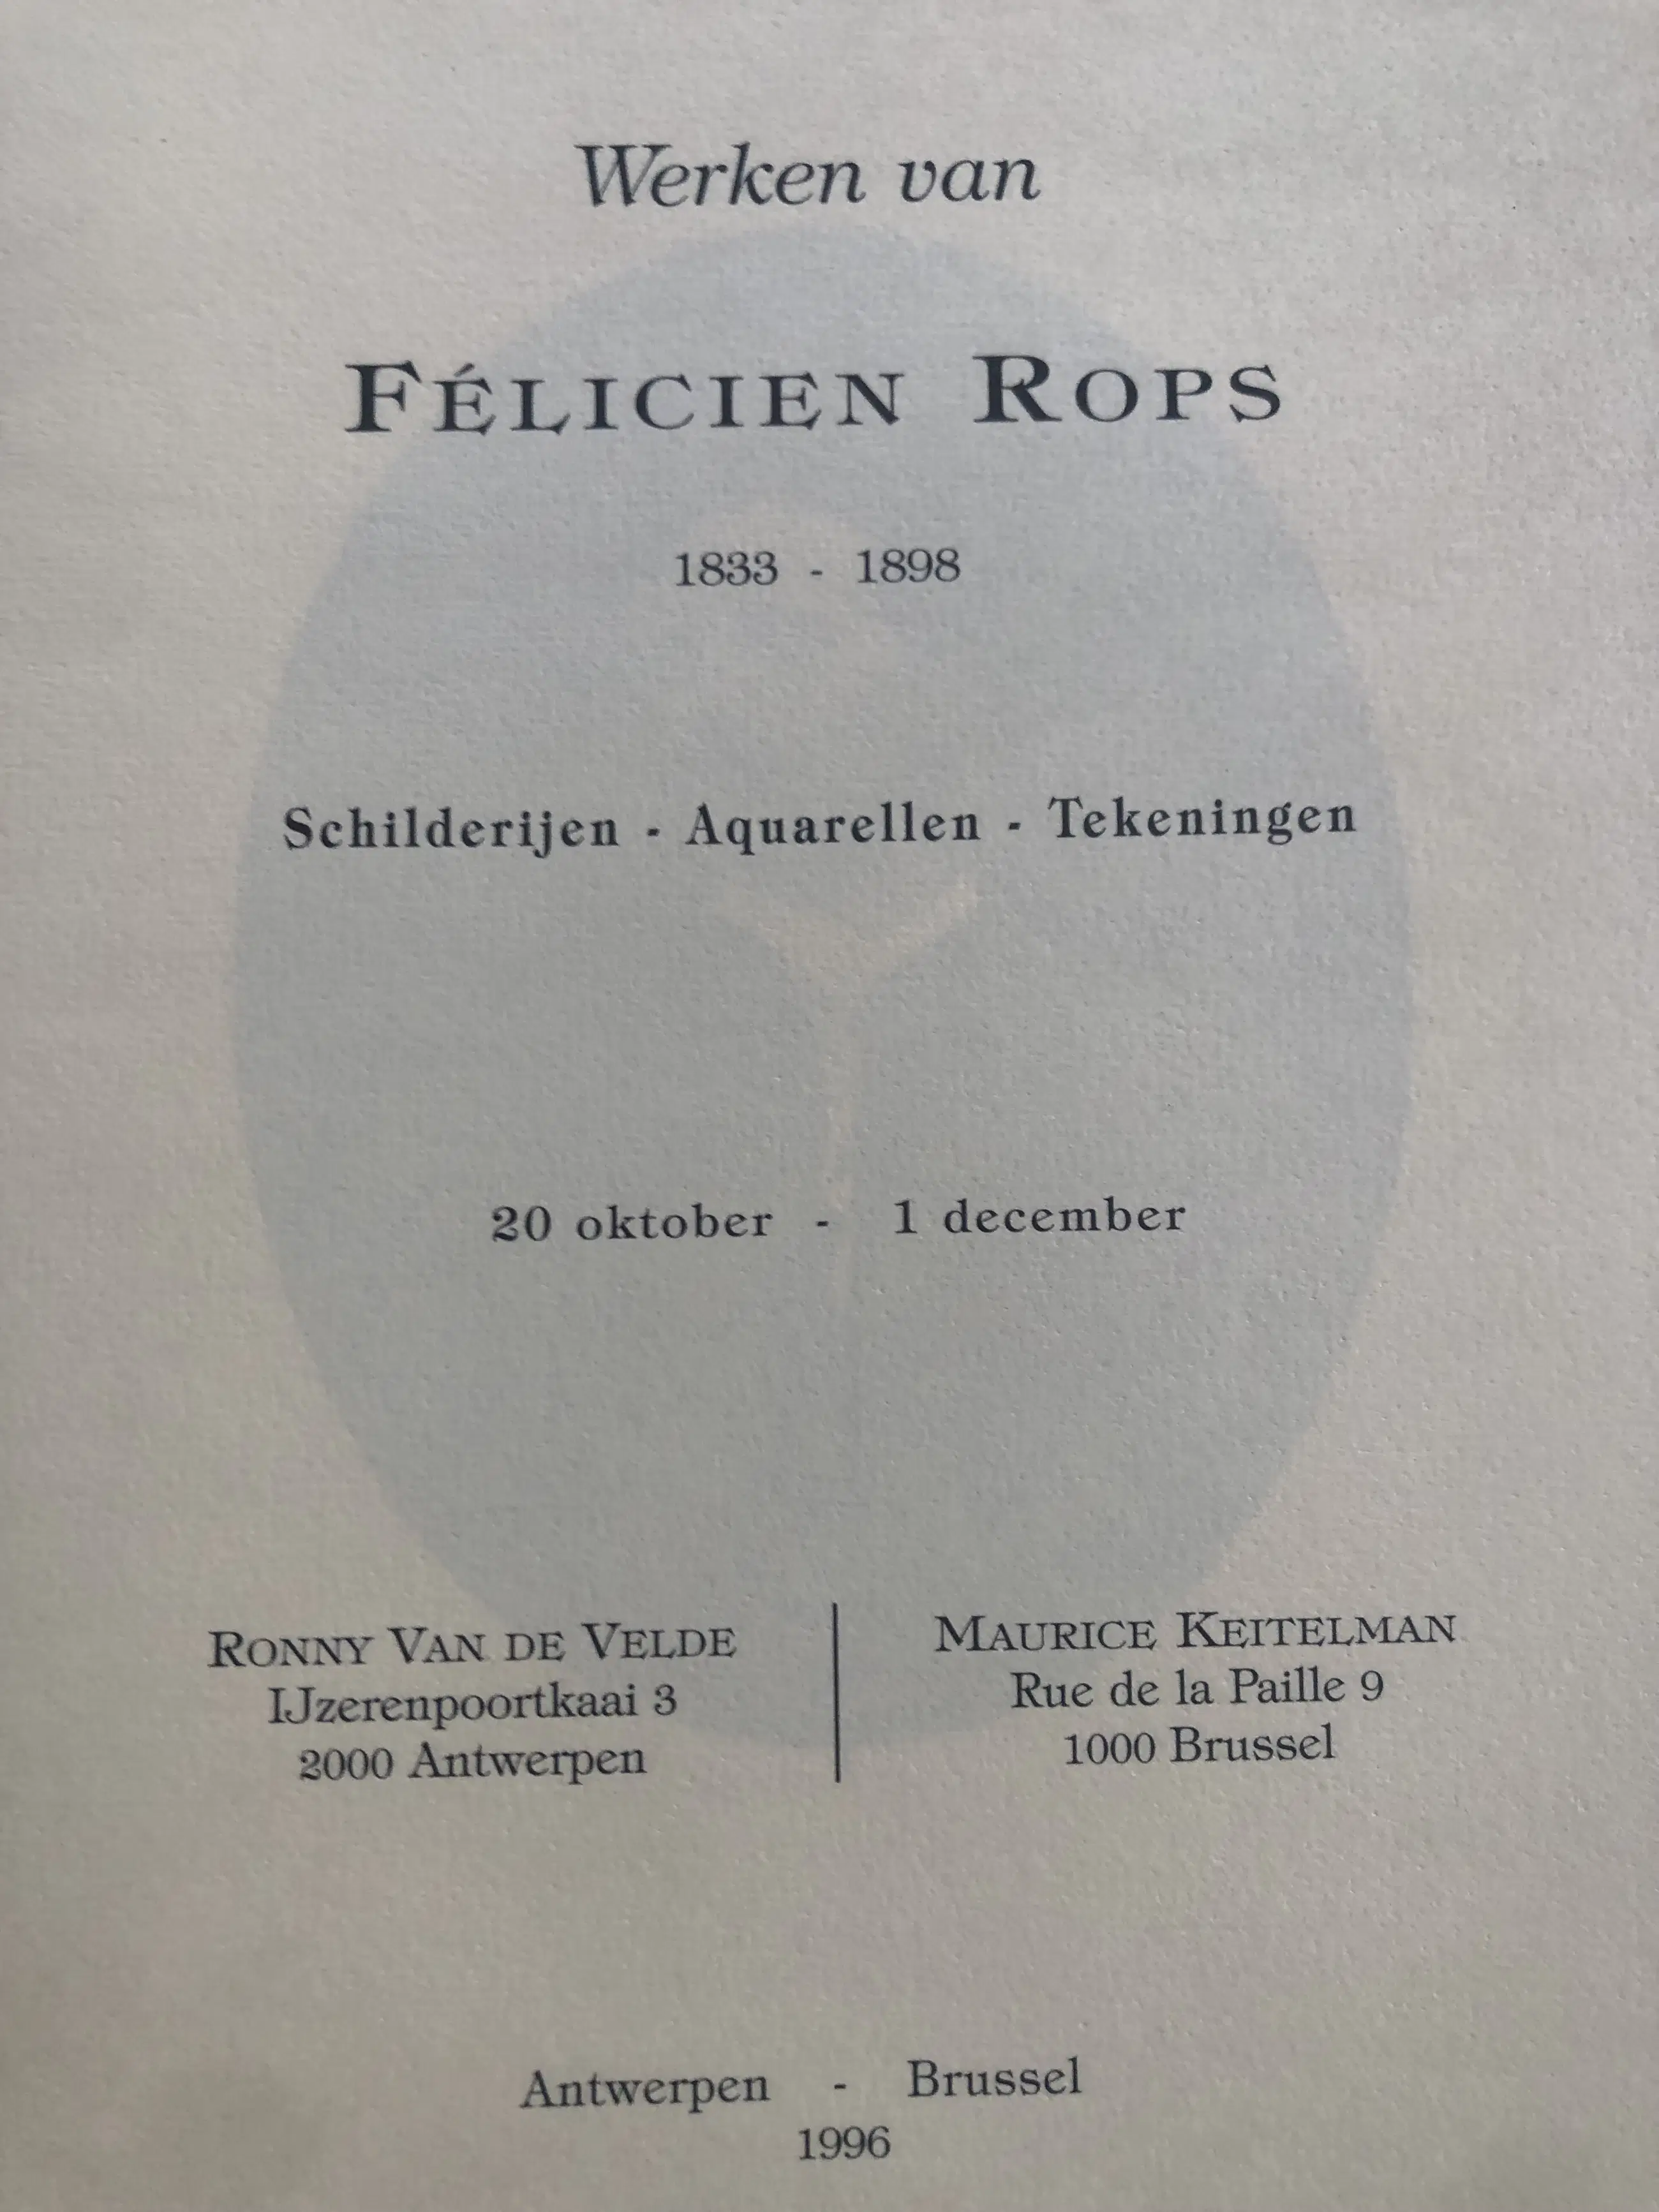 Werken van
FÉLICIEN ROPS
1833 - 1898
Schilderijen - Aquarellen - Tekeningen
20 oktober - 1 december
RONNY VAN DE VELDE
IJzerenpoortkaai 3
2000 Antwerpen
MAURICE KEITELMAN
Rue de la Paille 9
1000 Brussel
Antwerpen - Brussel
1996